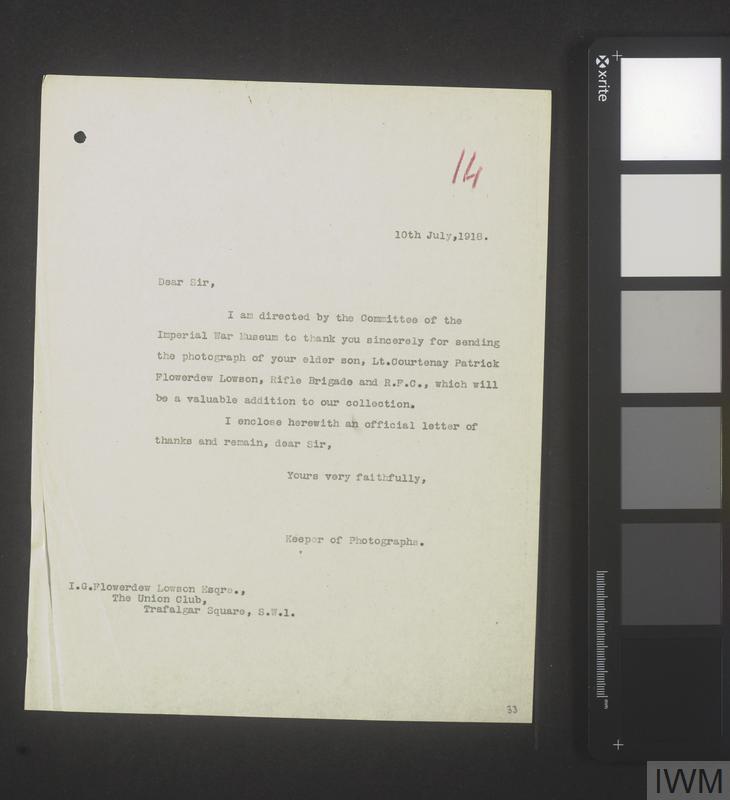 14
10th July,1918.
Dear Sir,
I am directed by the Committee of the
Imperial War Museum to thank you sincerely for sending
the photograph of your elder son, Lt.Courtenay Patrick
Flowerdew Lowson, Rifle Brigade and R.F.C., which will
be a valuable addition to our collection.
I enclose herewith an official letter of
thanks and remain, dear Sir,
Yours very faithfully,
Keeper of Photographs.
I.G.Flowerdew Lowson Esqre.,
The Union Club,
Trafalgar Square, S.W.1.
33
x·rite
mm
IWM